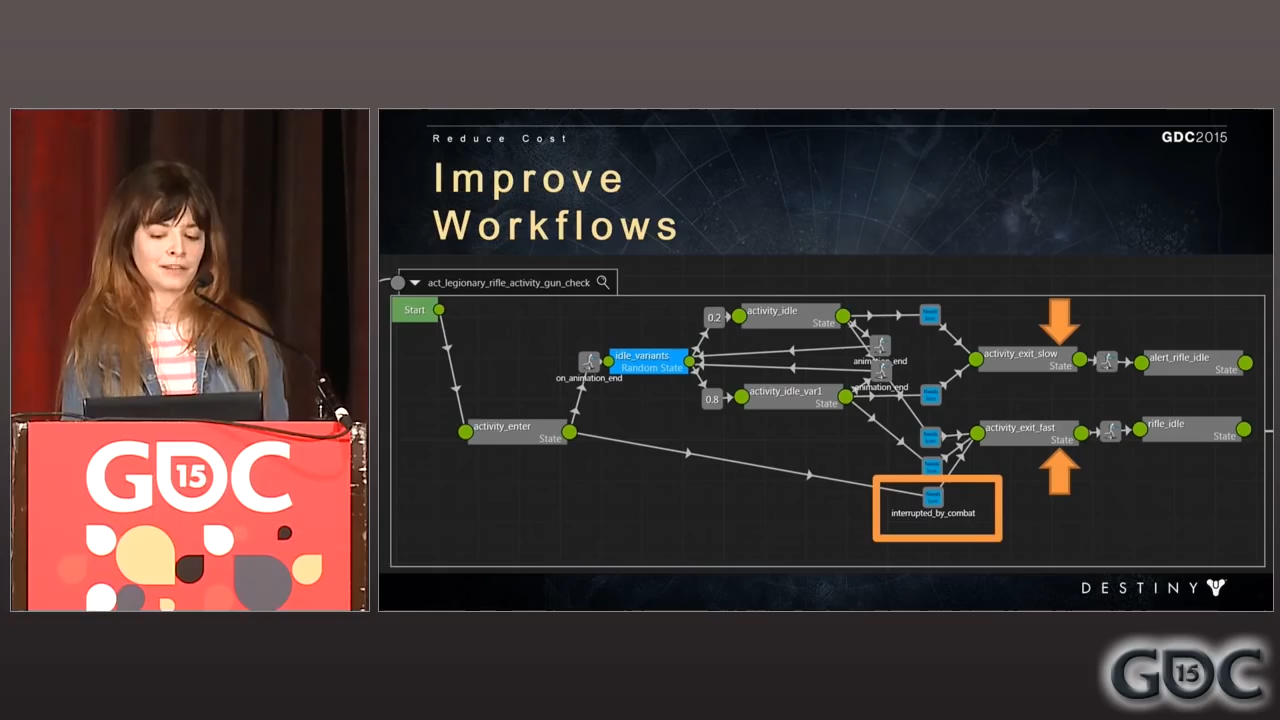 Reduce Cost
GDC2015
Improve
Workflows
act_legionary_rifle_activity_gun_check
Start
0.2
activity_idle
State
idle_variants
Random State
on_animation_end
animation_end
animation_end
activity_exit_slow
State
alert_rifle_idle
State
0.8
activity_idle_var1
State
activity_enter
State
activity_exit_fast
State
rifle_idle
State
interrupted_by_combat
DESTINY
GDC
15
GDC
15